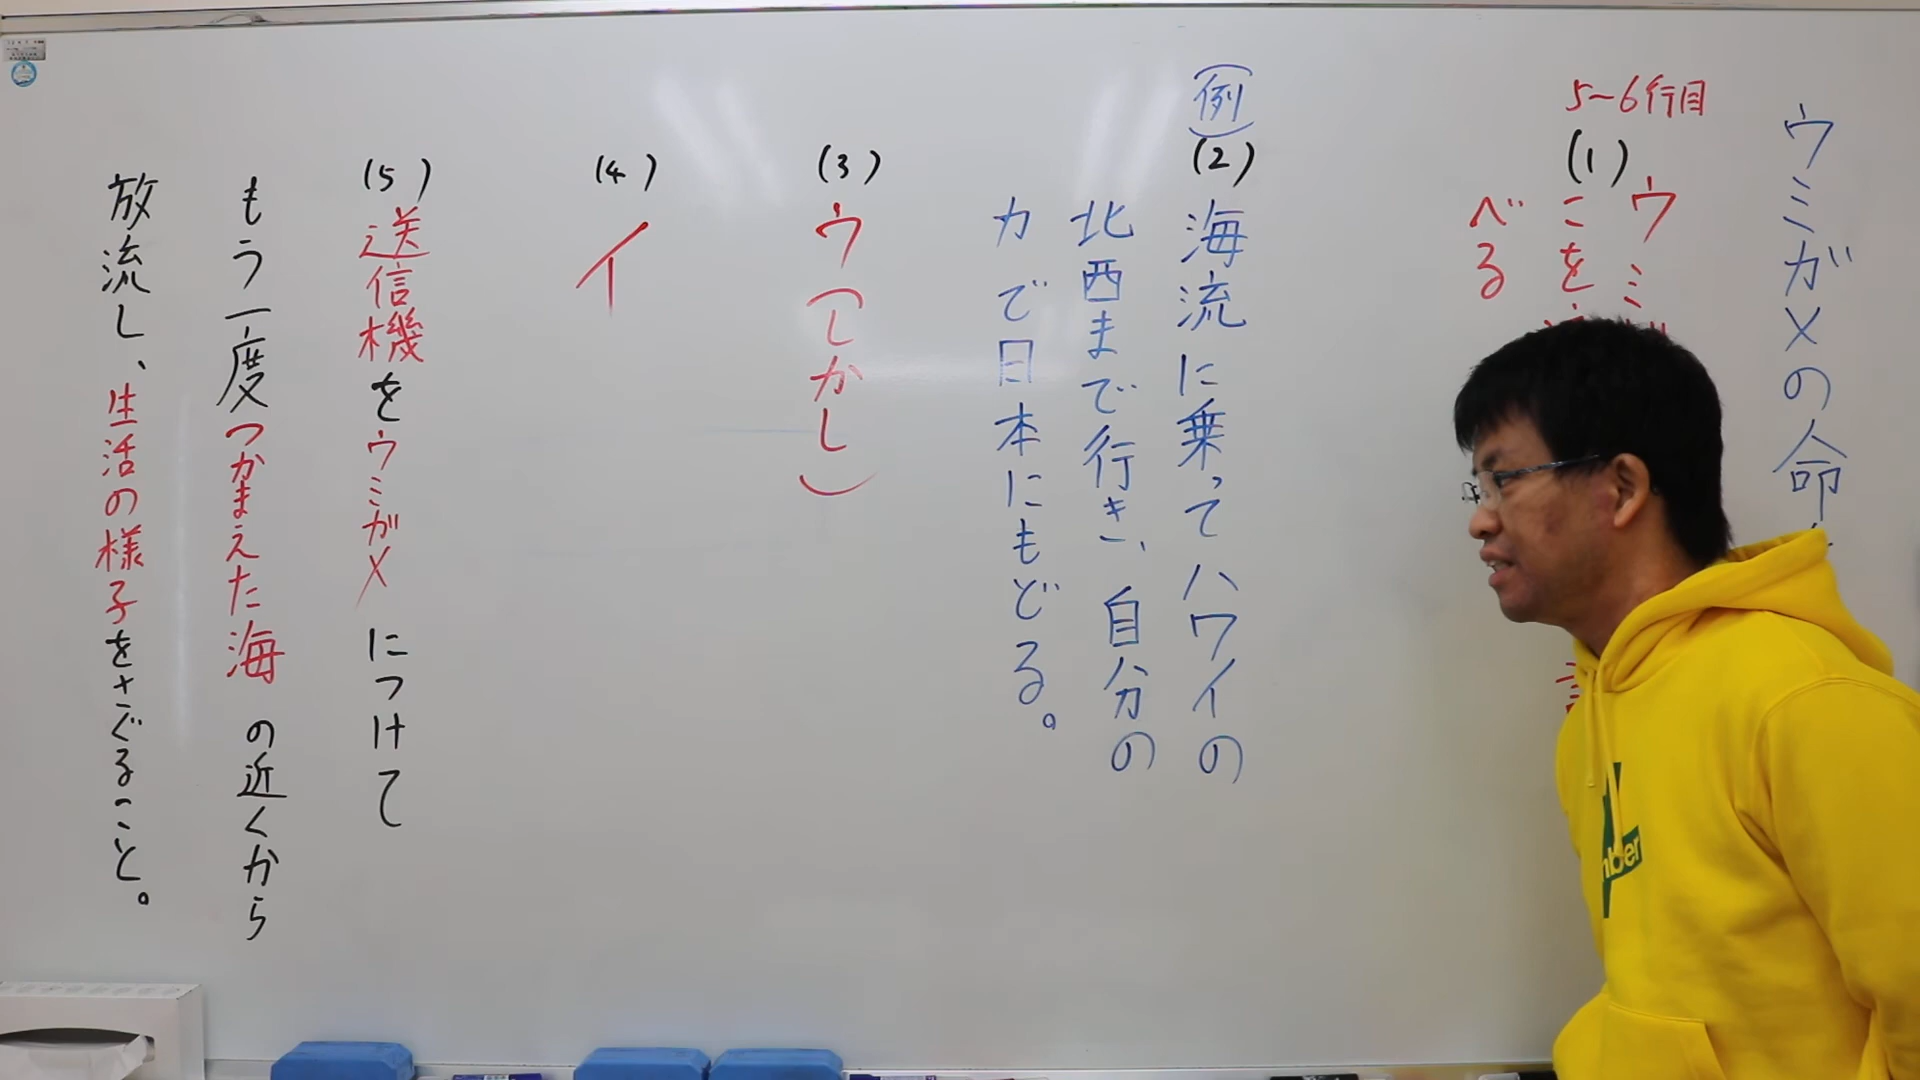 ウミガメの命
5〜6行目
(1)
ウミ
こを
べる
(例)
(2)
海流に乗ってハワイの
北西まで行き、自分の
力で日本にもどる。
(3)
ウ(しかし)
(4)
イ
(5)
送信機をウミガメにつけて
もう一度つかまえた海の近くから
放流し、生活の様子をさぐること。